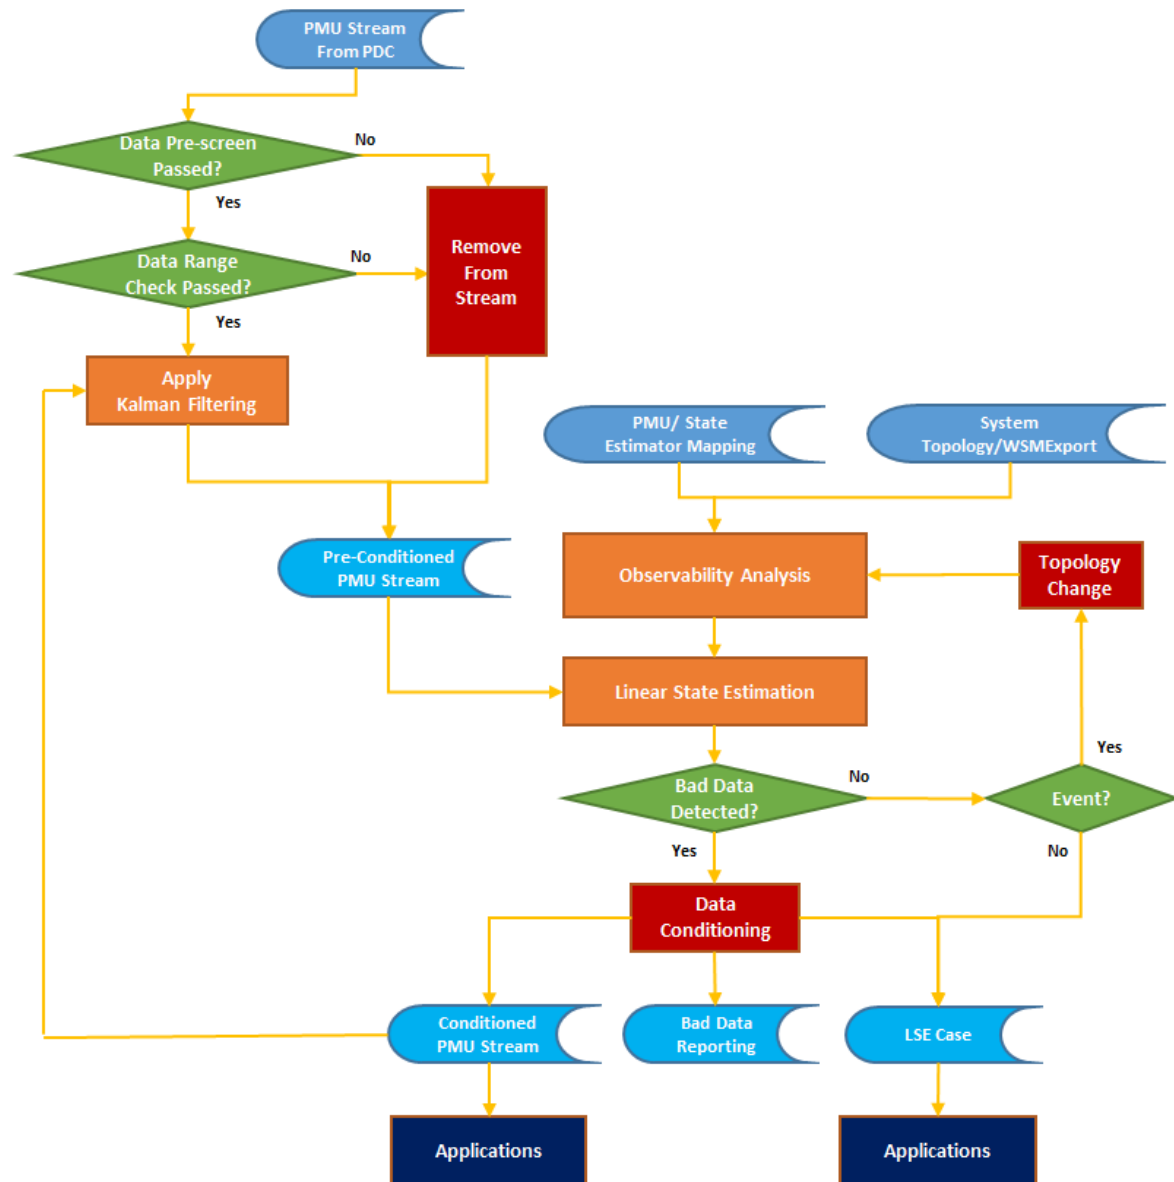 PMU Stream
From PDC
Data Pre-screen
Passed?
No
Yes
Data Range
Check Passed?
No
Yes
Remove
From
Stream
Apply
Kalman Filtering
PMU/ State
Estimator Mapping
System
Topology/WSMExport
Pre-Conditioned
PMU Stream
Observability Analysis
Topology
Change
Linear State Estimation
Yes
Bad Data
Detected?
No
Event?
Yes
No
Data
Conditioning
Conditioned
PMU Stream
Bad Data
Reporting
LSE Case
Applications
Applications